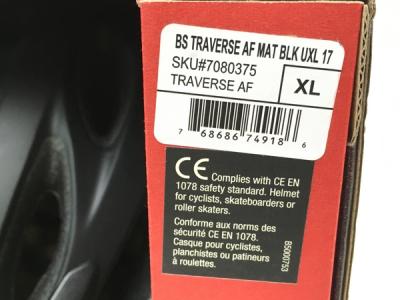 BS TRAVERSE AF MAT BLK UXL 17
SKU#7080375
TRAVERSE AF
XL
7 68686 74918 6
CE Complies with CE EN
1078 safety standard. Helmet
for cyclists, skateboarders or
roller skaters.
Conforme aux normes de
sécurité CE EN 1078.
Casque pour cyclistes,
planchistes ou patineurs
à roulettes.
B5000753